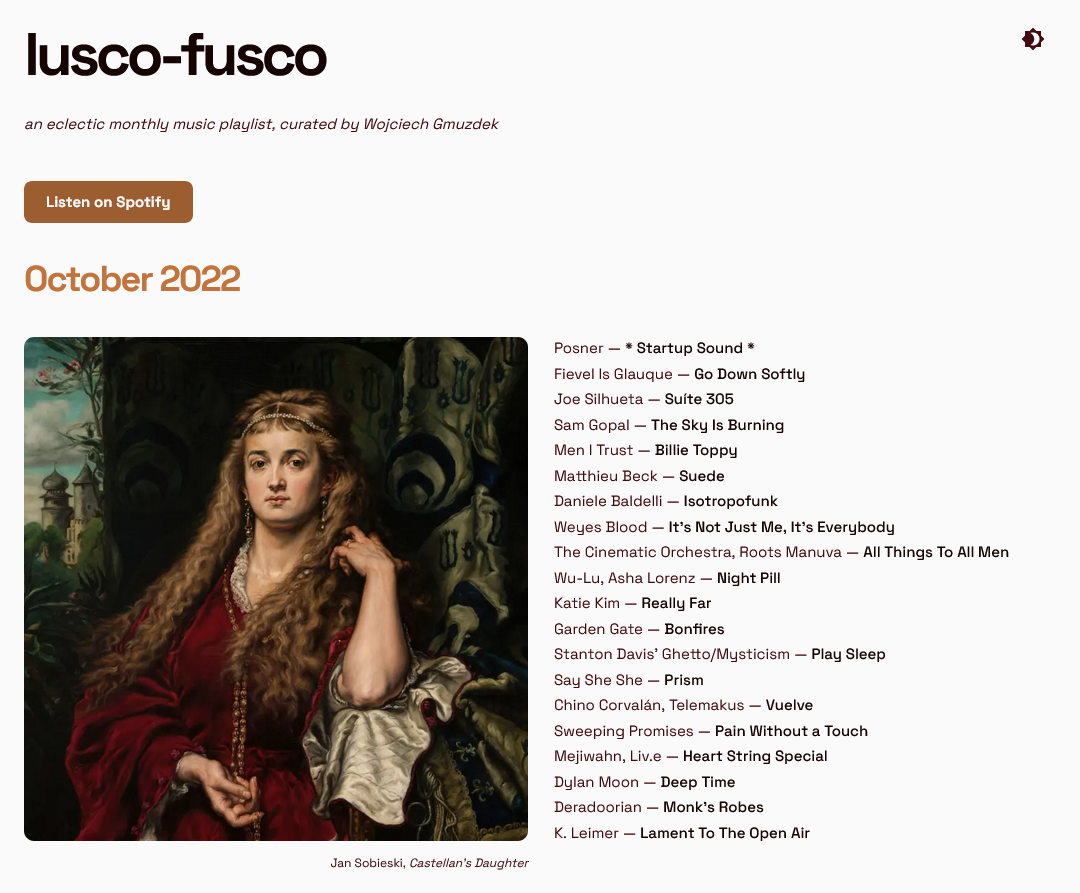 lusco-fusco
an eclectic monthly music playlist, curated by Wojciech Gmuzdek
Listen on Spotify
October 2022
Posner — * Startup Sound *
Fievel Is Glauque — Go Down Softly
Joe Silhueta — Suíte 305
Sam Gopal — The Sky Is Burning
Men I Trust — Billie Toppy
Matthieu Beck — Suede
Daniele Baldelli — Isotropofunk
Weyes Blood — It’s Not Just Me, It’s Everybody
The Cinematic Orchestra, Roots Manuva — All Things To All Men
Wu-Lu, Asha Lorenz — Night Pill
Katie Kim — Really Far
Garden Gate — Bonfires
Stanton Davis’ Ghetto/Mysticism — Play Sleep
Say She She — Prism
Chino Corvalán, Telemakus — Vuelve
Sweeping Promises — Pain Without a Touch
Mejiwahn, Liv.e — Heart String Special
Dylan Moon — Deep Time
Deradoorian — Monk’s Robes
K. Leimer — Lament To The Open Air
Jan Sobieski, Castellan’s Daughter